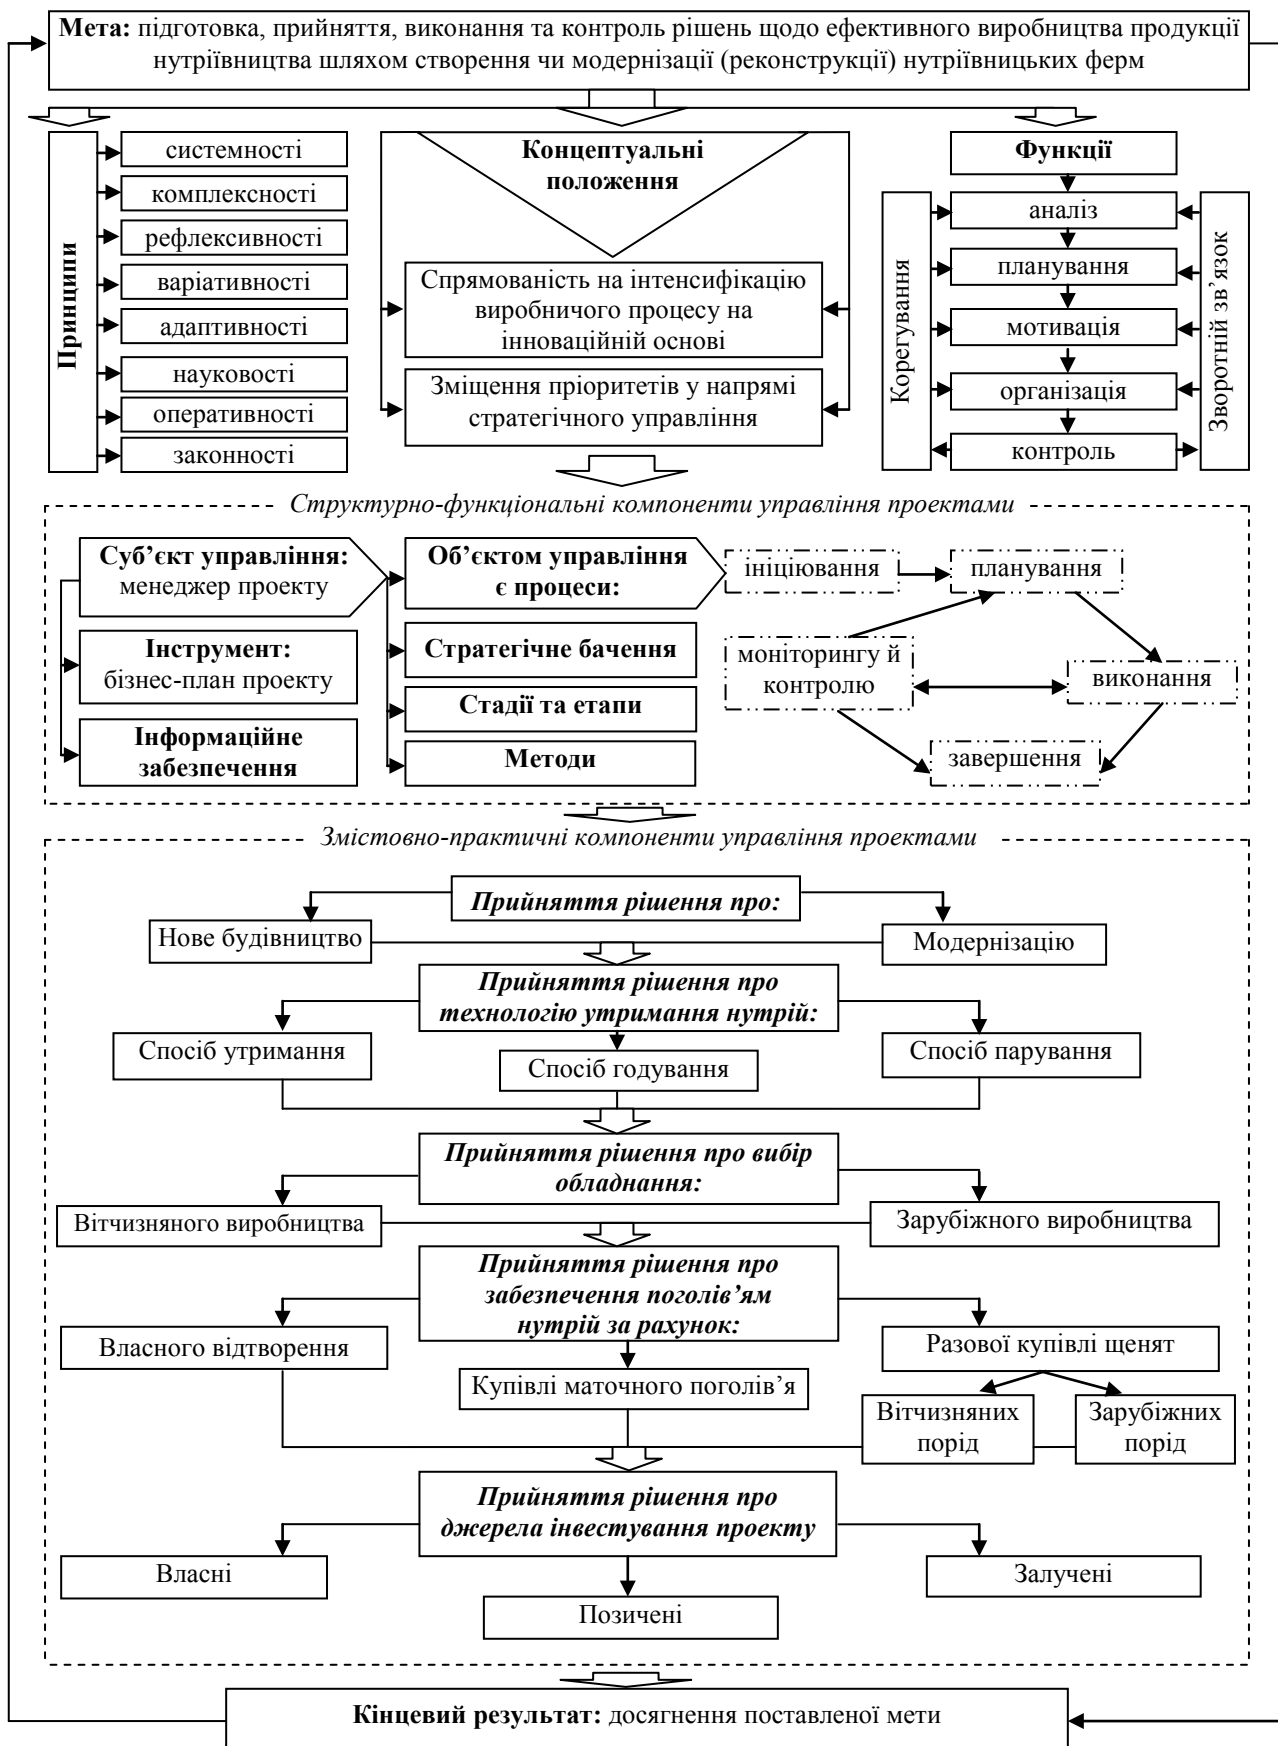 Мета: підготовка, прийняття, виконання та контроль рішень щодо ефективного виробництва продукції
нутріївництва шляхом створення чи модернізації (реконструкції) нутріївницьких ферм
Принципи
системності
комплексності
рефлексивності
варіативності
адаптивності
науковості
оперативності
законності
Концептуальні
положення
Спрямованість на інтенсифікацію
виробничого процесу на
інноваційній основі
Зміщення пріоритетів у напрямі
стратегічного управління
Функції
Корегування
аналіз
планування
мотивація
організація
контроль
Зворотній зв’язок
Структурно-функціональні компоненти управління проектами
Суб’єкт управління:
менеджер проекту
Інструмент:
бізнес-план проекту
Інформаційне
забезпечення
Об’єктом управління
є процеси:
Стратегічне бачення
Стадії та етапи
Методи
ініціювання
планування
моніторингу й
контролю
виконання
завершення
Змістовно-практичні компоненти управління проектами
Прийняття рішення про:
Нове будівництво
Модернізацію
Прийняття рішення про
технологію утримання нутрій:
Спосіб утримання
Спосіб годування
Спосіб парування
Прийняття рішення про вибір
обладнання:
Вітчизняного виробництва
Зарубіжного виробництва
Прийняття рішення про
забезпечення поголів’ям
нутрій за рахунок:
Власного відтворення
Купівлі маточного поголів’я
Разової купівлі щенят
Вітчизняних
порід
Зарубіжних
порід
Прийняття рішення про
джерела інвестування проекту
Власні
Позичені
Залучені
Кінцевий результат: досягнення поставленої мети